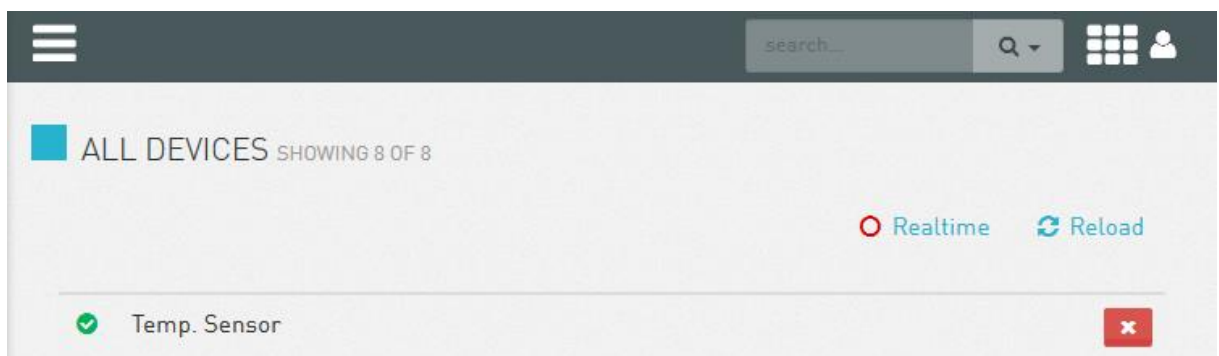 search...
ALL DEVICES SHOWING 8 OF 8
Realtime Reload
Temp. Sensor